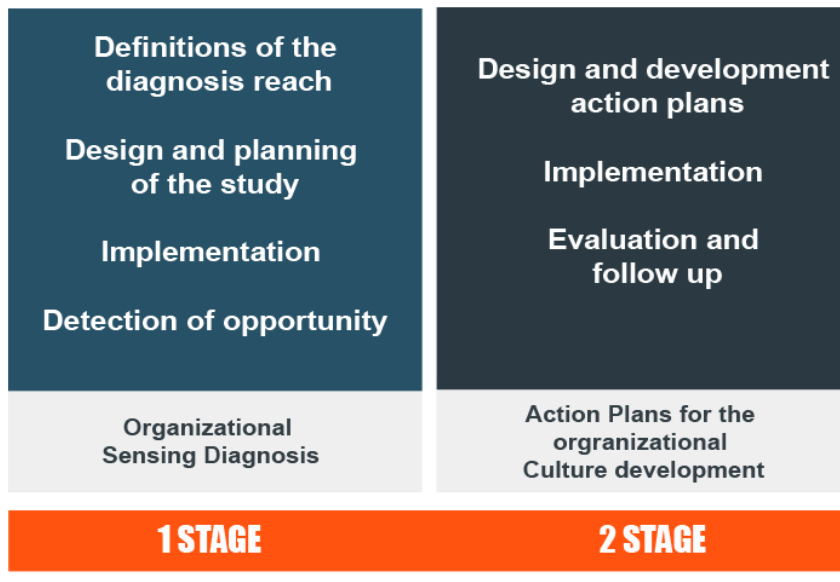 Definitions of the
diagnosis reach
Design and planning
of the study
Implementation
Detection of opportunity
Organizational
Sensing Diagnosis
1 STAGE
Design and development
action plans
Implementation
Evaluation and
follow up
Action Plans for the
orgranizational
Culture development
2 STAGE